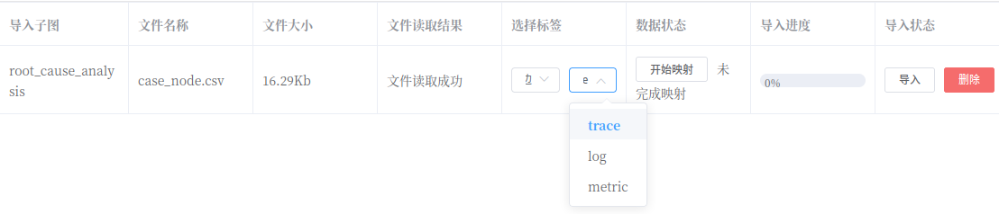 导入子图 文件名称 文件大小 文件读取结果 选择标签 数据状态 导入进度 导入状态
root_cause_analy
sis
case_node.csv
16.29Kb
文件读取成功
e
开始映射 未
完成映射
0%
导入 删除
trace
log
metric